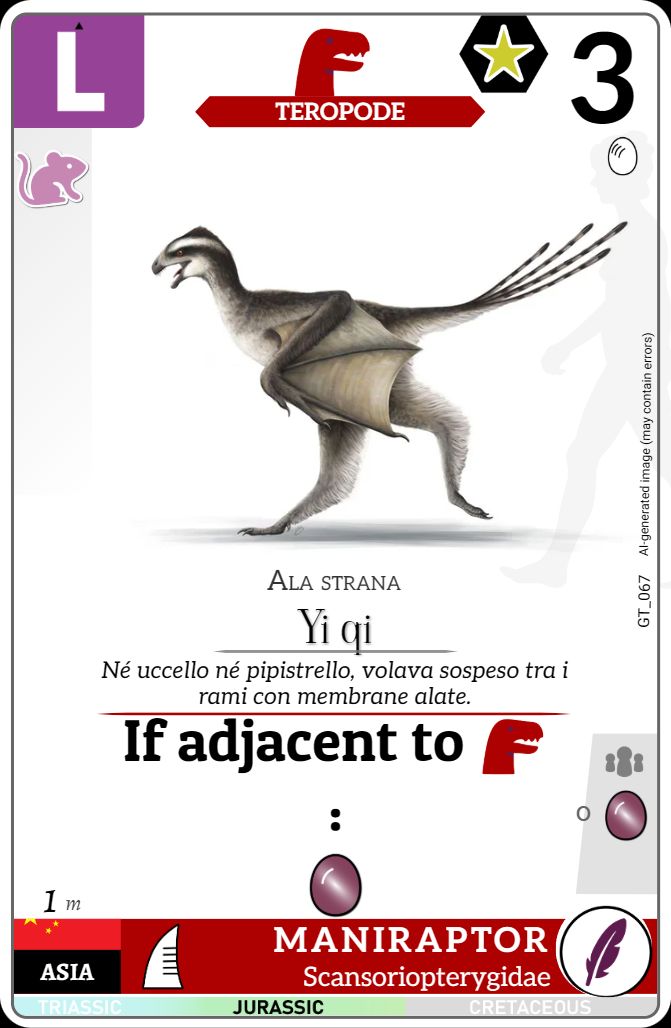 L
TEROPODE
3
AI-generated image (may contain errors)
GT_067
ALA STRANA
Yi qi
Né uccello né pipistrello, volava sospeso tra i
rami con membrane alate.
If adjacent to
:
O
1 m
ASIA
MANIRAPTOR
Scansoriopterygidae
TRIASSIC
JURASSIC
CRETACEOUS